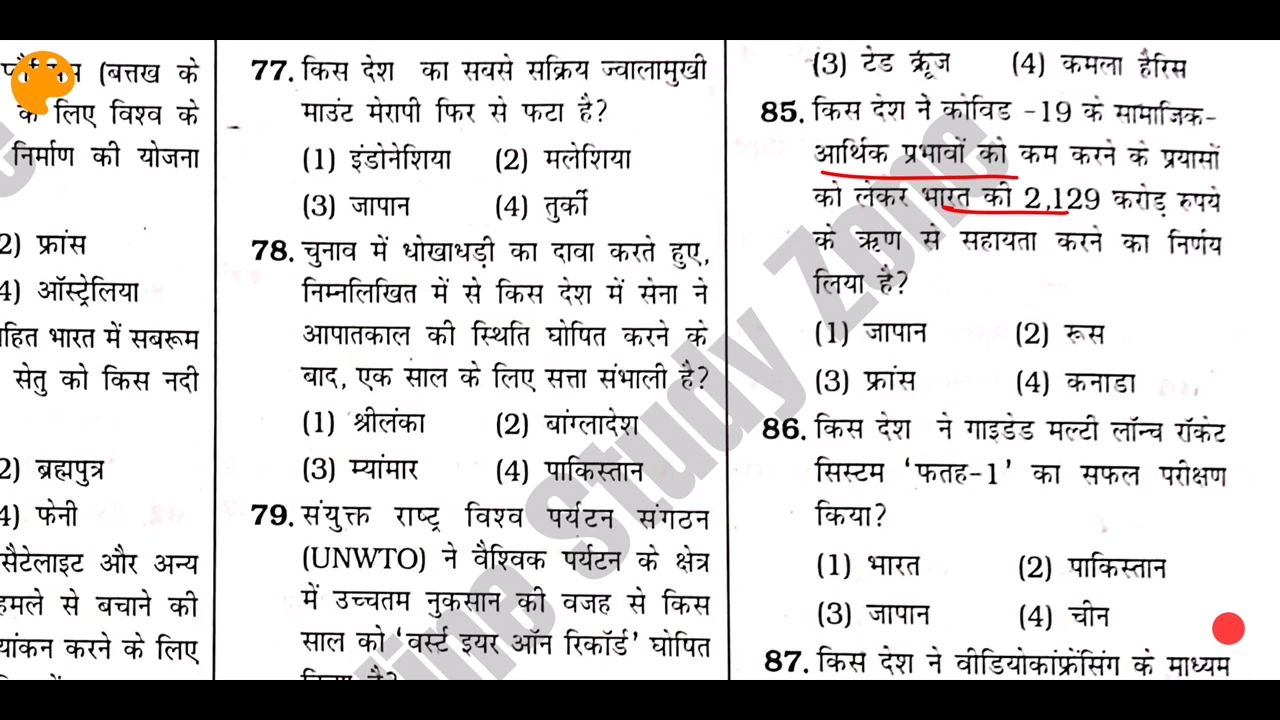 (बत्तख के
के लिए विश्व के
निर्माण की योजना
2) फ्रांस
4) ऑस्ट्रेलिया
हित भारत में सबरूम
सेतु को किस नदी
2) ब्रह्मपुत्र
4) फेनी
सैटेलाइट और अन्य
हमले से बचाने की
यांकन करने के लिए
77. किस देश का सबसे सक्रिय ज्वालामुखी
माउंट मेरापी फिर से फटा है?
(1) इंडोनेशिया (2) मलेशिया
(3) जापान (4) तुर्की
78. चुनाव में धोखाधड़ी का दावा करते हुए,
निम्नलिखित में से किस देश में सेना ने
आपातकाल की स्थिति घोषित करने के
बाद, एक साल के लिए सत्ता संभाली है?
(1) श्रीलंका (2) बांग्लादेश
(3) म्यांमार (4) पाकिस्तान
79. संयुक्त राष्ट्र विश्व पर्यटन संगठन
(UNWTO) ने वैश्विक पर्यटन के क्षेत्र
में उच्चतम नुकसान की वजह से किस
साल को ‘वर्स्ट इयर ऑन रिकॉर्ड’ घोषित
(3) टेड क्रूज (4) कमला हैरिस
85. किस देश ने कोविड -19 के सामाजिक-
आर्थिक प्रभावों को कम करने के प्रयासों
को लेकर भारत की 2,129 करोड़ रुपये
के ऋण से सहायता करने का निर्णय
लिया है?
(1) जापान (2) रूस
(3) फ्रांस (4) कनाडा
86. किस देश ने गाइडेड मल्टी लॉन्च रॉकेट
सिस्टम ‘फतह-1’ का सफल परीक्षण
किया?
(1) भारत (2) पाकिस्तान
(3) जापान (4) चीन
87. किस देश ने वीडियोकांफ्रेंसिंग के माध्यम
ine Study Zone